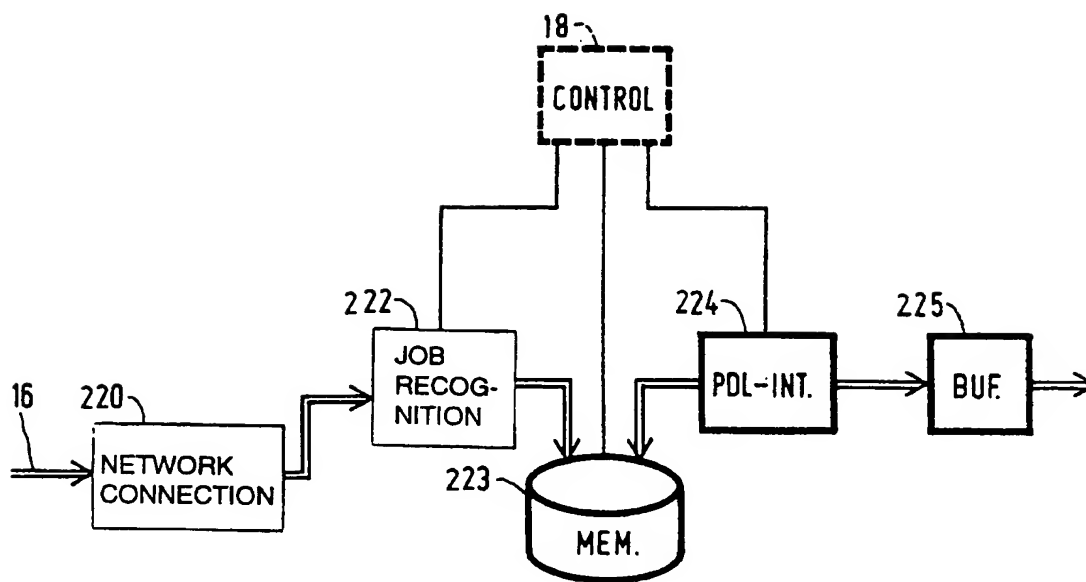 18
CONTROL
222
JOB
RECOG-
NITION
224
PDL-INT.
225
BUF.
16
220
NETWORK
CONNECTION
223
MEM.